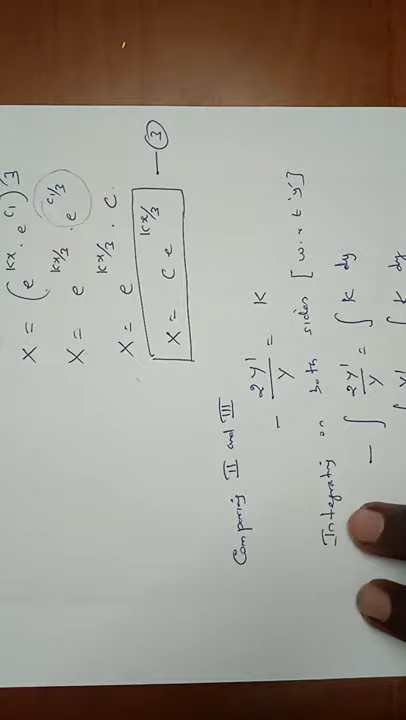 X = (e^{kx} · e^{c₁})^{1/3}
X = e^{kx/3} · e^{c₁/3}
X = e^{kx/3} · C.
X = C e^{kx/3} — ③
Comparing II and III
- 2Y'/Y = K
Integrating on both sides [w.r.t 'y']
- ∫ 2Y'/Y = ∫ K dy
∫ Y' ∫ K dy